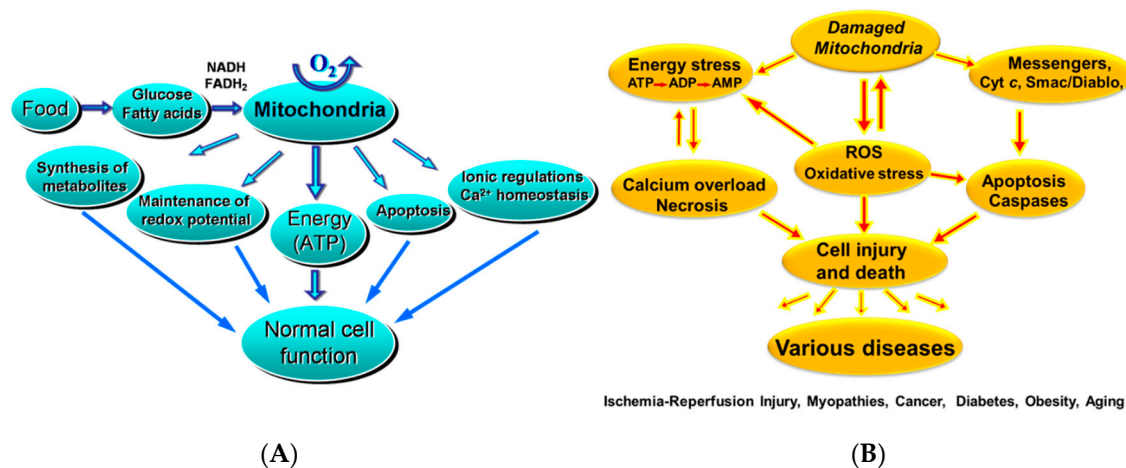 O₂
NADH
FADH₂
Food
Glucose
Fatty acids
Mitochondria
Synthesis of
metabolites
Maintenance of
redox potential
Energy
(ATP)
Apoptosis
Ionic regulations
Ca²⁺ homeostasis
Normal cell
function
(A)
Damaged
Mitochondria
Energy stress
ATP→ADP→AMP
Messengers,
Cyt c, Smac/Diablo,
ROS
Oxidative stress
Calcium overload
Necrosis
Apoptosis
Caspases
Cell injury
and death
Various diseases
Ischemia-Reperfusion Injury, Myopathies, Cancer, Diabetes, Obesity, Aging
(B)